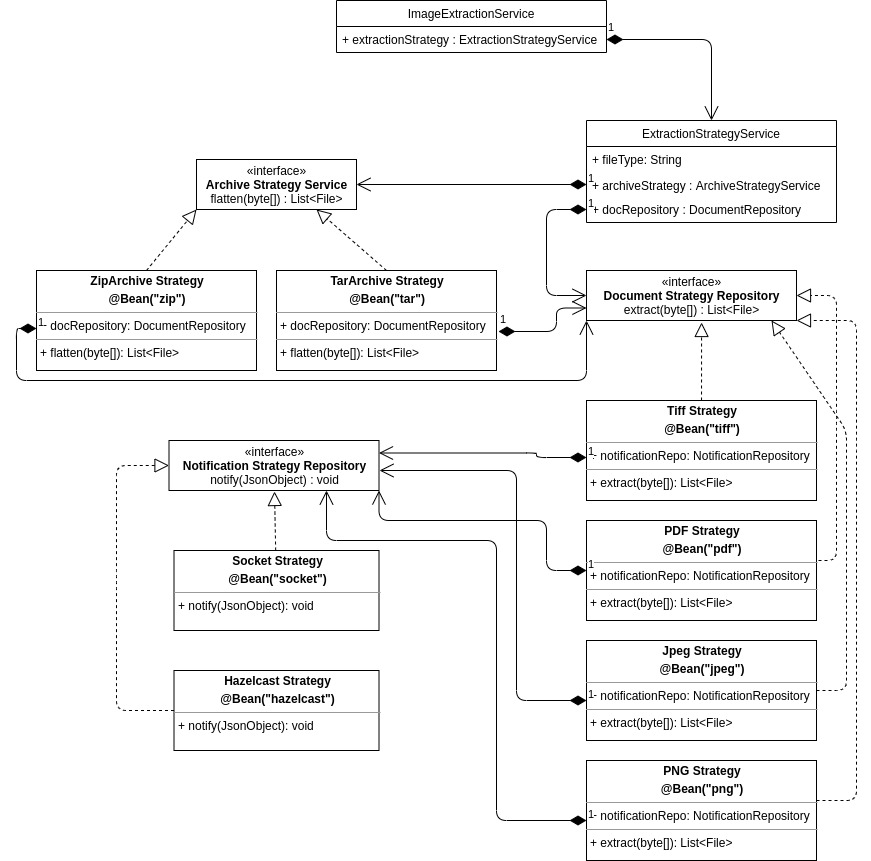 ImageExtractionService
+ extractionStrategy : ExtractionStrategyService
1
ExtractionStrategyService
+ fileType: String
1
+ archiveStrategy : ArchiveStrategyService
1
+ docRepository : DocumentRepository
«interface»
Archive Strategy Service
flatten(byte[]) : List<File>
ZipArchive Strategy
@Bean("zip")
1
- docRepository: DocumentRepository
+ flatten(byte[]): List<File>
TarArchive Strategy
@Bean("tar")
+ docRepository: DocumentRepository
1
+ flatten(byte[]): List<File>
«interface»
Document Strategy Repository
extract(byte[]) : List<File>
Tiff Strategy
@Bean("tiff")
1
- notificationRepo: NotificationRepository
+ extract(byte[]): List<File>
«interface»
Notification Strategy Repository
notify(JsonObject) : void
Socket Strategy
@Bean("socket")
+ notify(JsonObject): void
PDF Strategy
@Bean("pdf")
1
+ notificationRepo: NotificationRepository
+ extract(byte[]): List<File>
Hazelcast Strategy
@Bean("hazelcast")
+ notify(JsonObject): void
Jpeg Strategy
@Bean("jpeg")
1
- notificationRepo: NotificationRepository
+ extract(byte[]): List<File>
PNG Strategy
@Bean("png")
1
- notificationRepo: NotificationRepository
+ extract(byte[]): List<File>